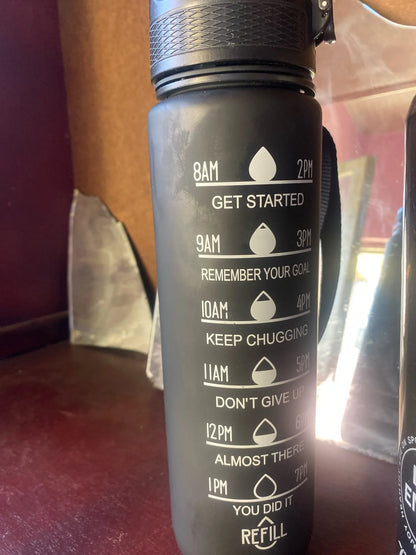 8AM 2PM
GET STARTED
9AM 3PM
REMEMBER YOUR GOAL
10AM 4PM
KEEP CHUGGING
11AM 5PM
DON'T GIVE UP
12PM 6PM
ALMOST THERE
1PM 7PM
YOU DID IT
REFILL